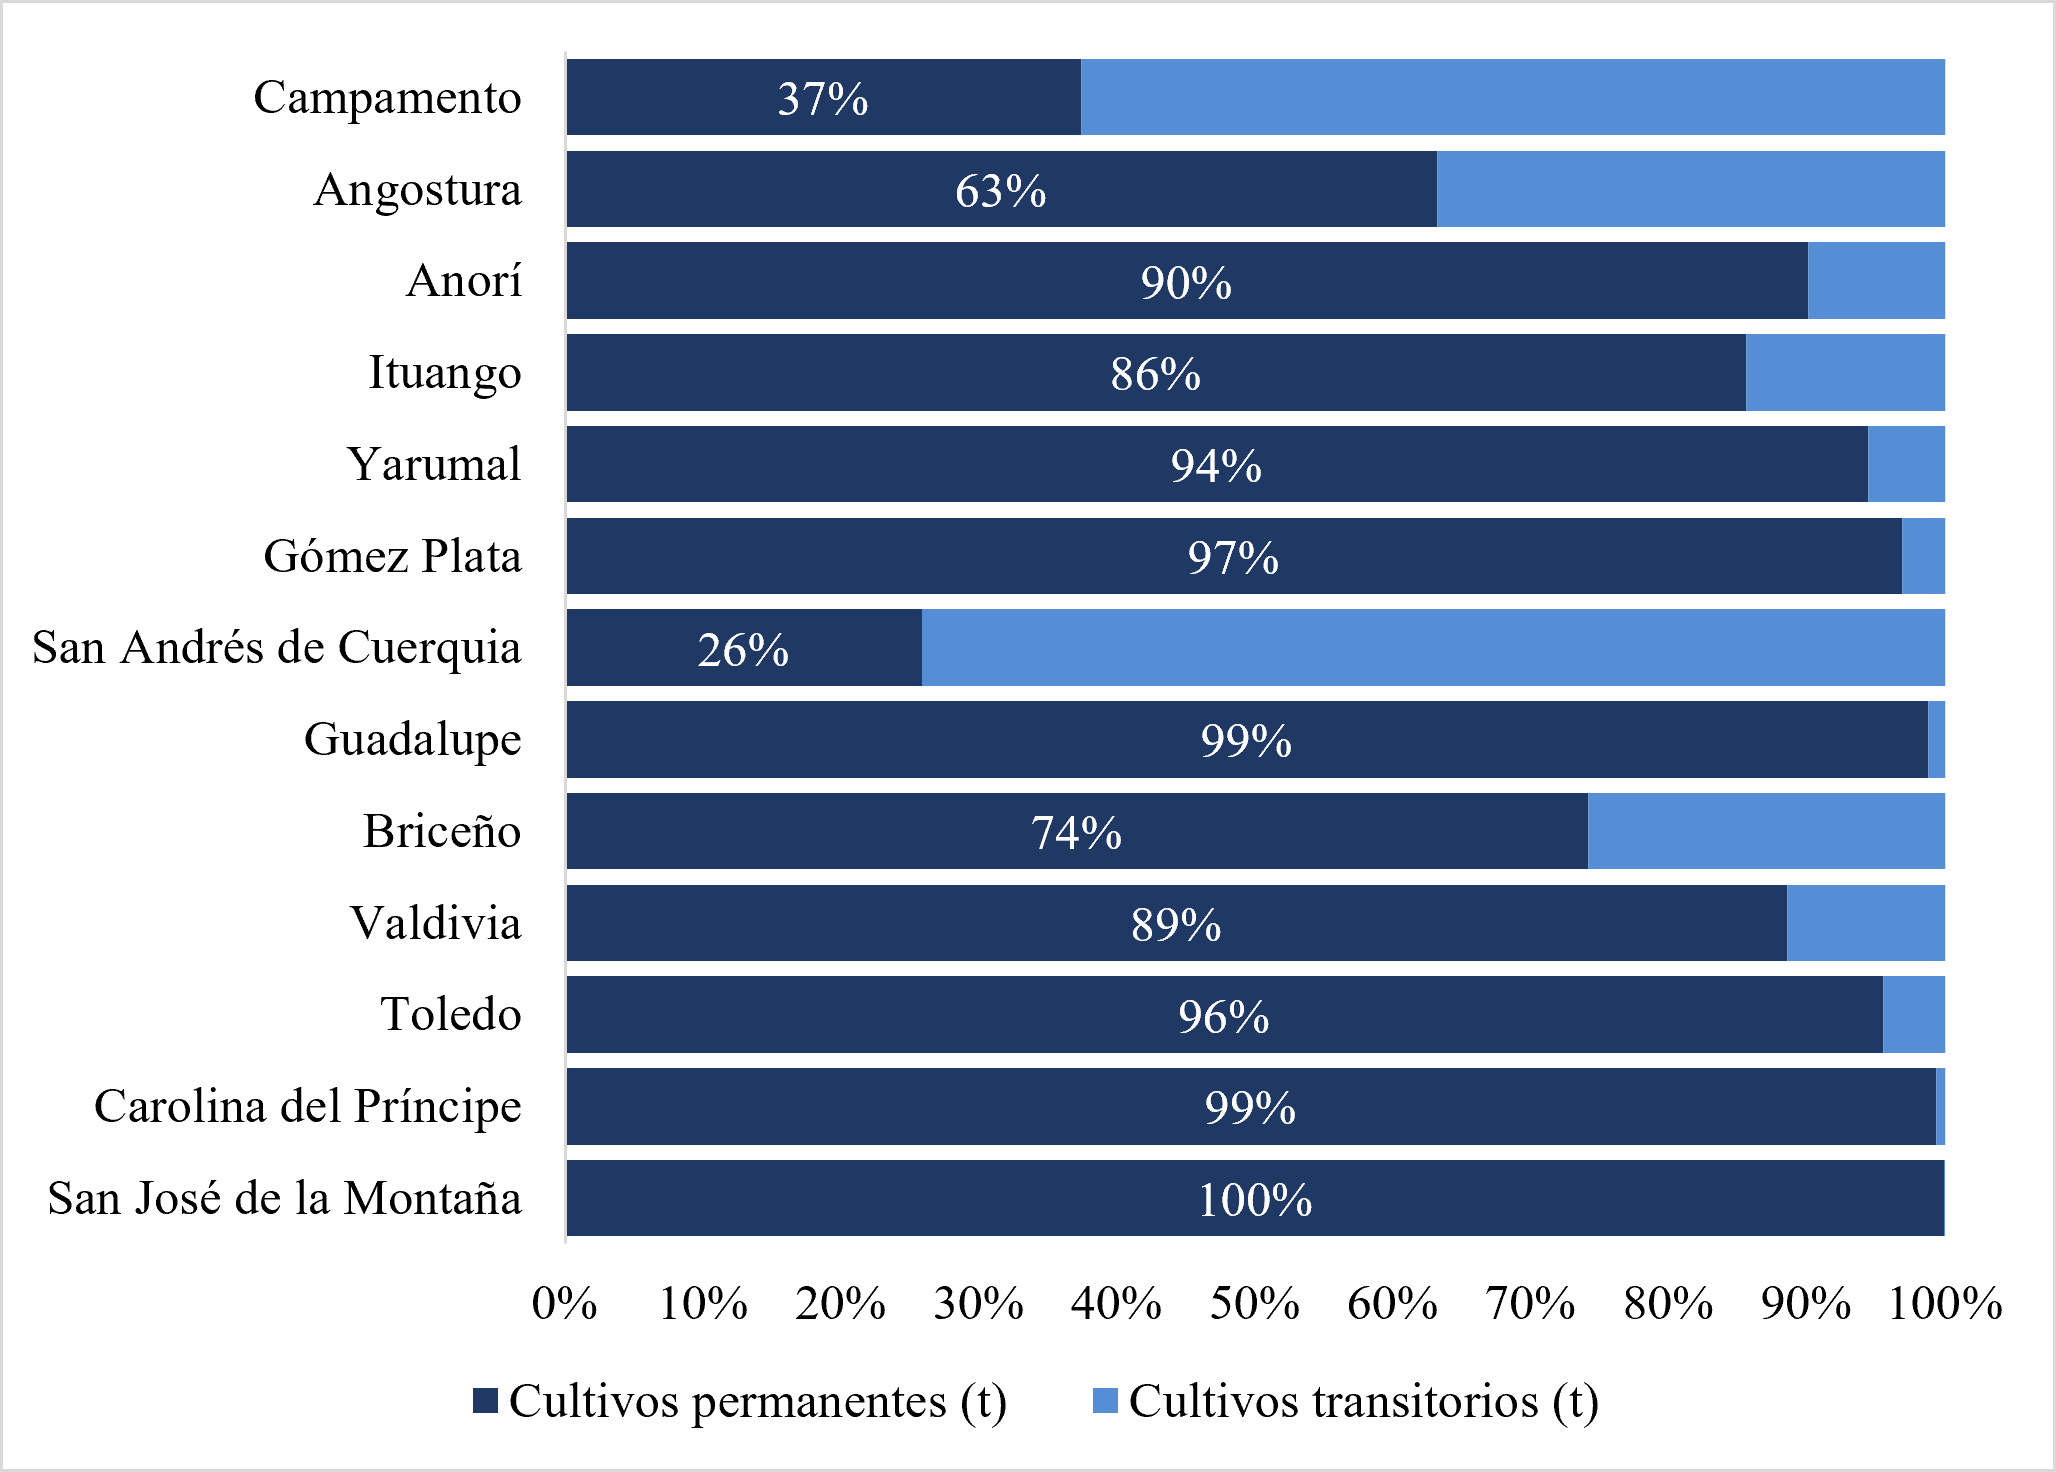 Campamento 37%
Angostura 63%
Anorí 90%
Ituango 86%
Yarumal 94%
Gómez Plata 97%
San Andrés de Cuerquia 26%
Guadalupe 99%
Briceño 74%
Valdivia 89%
Toledo 96%
Carolina del Príncipe 99%
San José de la Montaña 100%
0% 10% 20% 30% 40% 50% 60% 70% 80% 90% 100%
Cultivos permanentes (t) Cultivos transitorios (t)